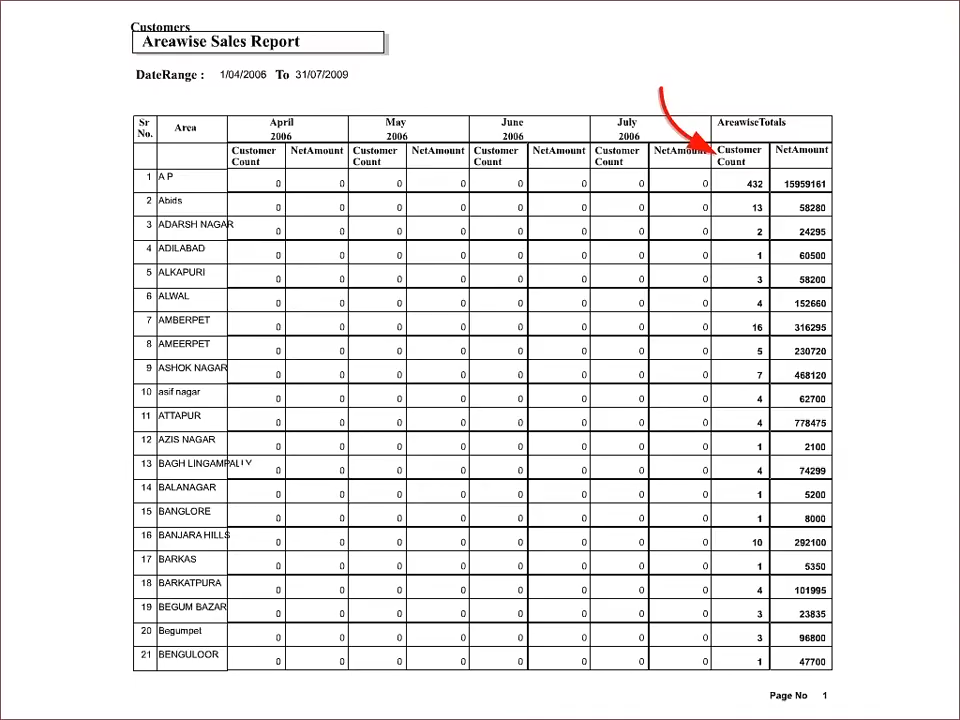 Customers
Areawise Sales Report
DateRange : 1/04/2006 To 31/07/2009
Sr No. Area April 2006 May 2006 June 2006 July 2006 AreawiseTotals
Customer Count NetAmount Customer Count NetAmount Customer Count NetAmount Customer Count NetAmount Customer Count NetAmount
1 A P 0 0 0 0 0 0 0 0 432 15959161
2 Abids 0 0 0 0 0 0 0 0 13 58280
3 ADARSH NAGAR 0 0 0 0 0 0 0 0 2 24295
4 ADILABAD 0 0 0 0 0 0 0 0 1 60500
5 ALKAPURI 0 0 0 0 0 0 0 0 3 58200
6 ALWAL 0 0 0 0 0 0 0 0 4 152660
7 AMBERPET 0 0 0 0 0 0 0 0 16 316295
8 AMEERPET 0 0 0 0 0 0 0 0 5 230720
9 ASHOK NAGAR 0 0 0 0 0 0 0 0 7 468120
10 asif nagar 0 0 0 0 0 0 0 0 4 62700
11 ATTAPUR 0 0 0 0 0 0 0 0 4 778475
12 AZIS NAGAR 0 0 0 0 0 0 0 0 1 2100
13 BAGH LINGAMPALLY 0 0 0 0 0 0 0 0 4 74299
14 BALANAGAR 0 0 0 0 0 0 0 0 1 5200
15 BANGLORE 0 0 0 0 0 0 0 0 1 8000
16 BANJARA HILLS 0 0 0 0 0 0 0 0 10 292100
17 BARKAS 0 0 0 0 0 0 0 0 1 5350
18 BARKATPURA 0 0 0 0 0 0 0 0 4 101995
19 BEGUM BAZAR 0 0 0 0 0 0 0 0 3 23835
20 Begumpet 0 0 0 0 0 0 0 0 3 96800
21 BENGULOOR 0 0 0 0 0 0 0 0 1 47700
Page No 1